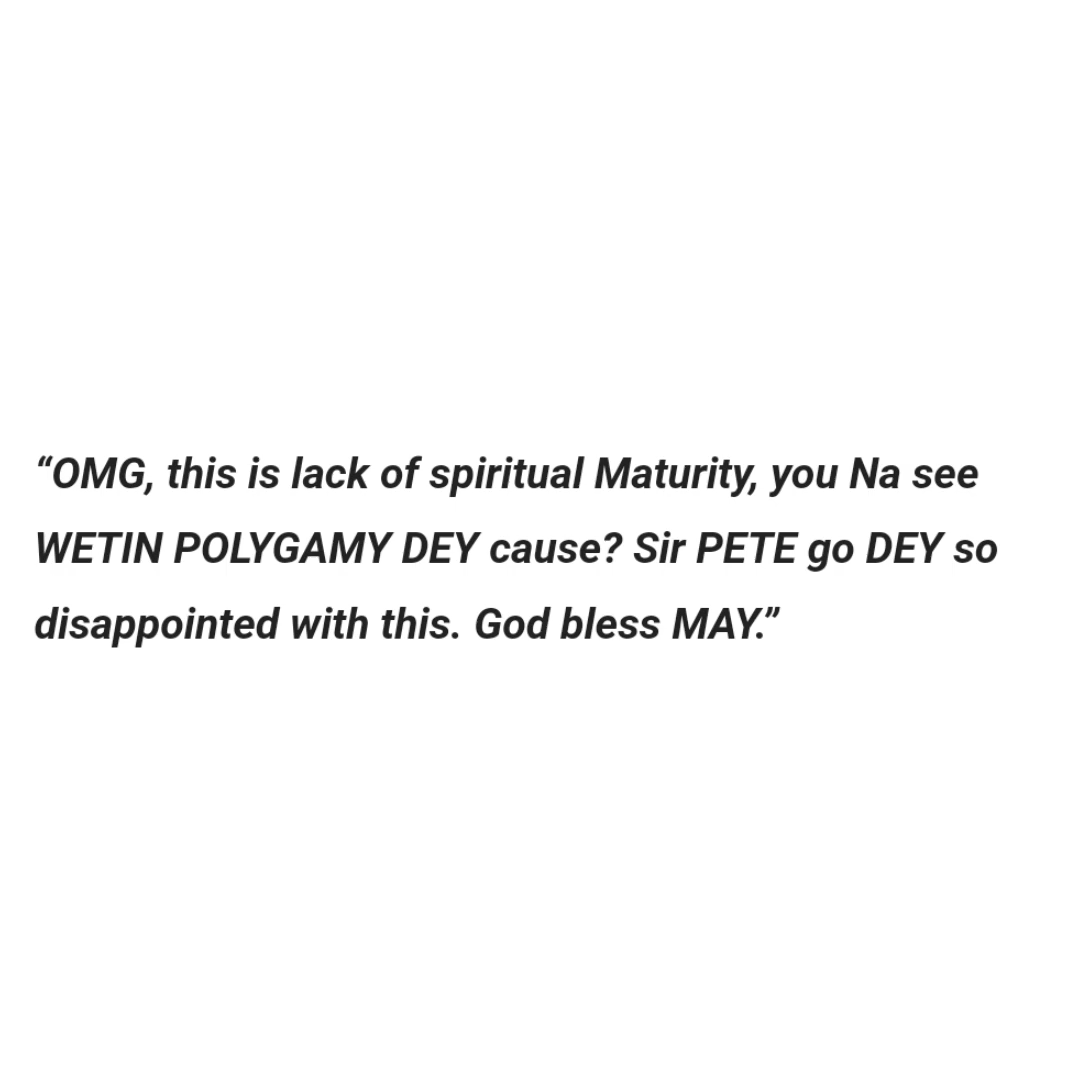 “OMG, this is lack of spiritual Maturity, you Na see
WETIN POLYGAMY DEY cause? Sir PETE go DEY so
disappointed with this. God bless MAY.”